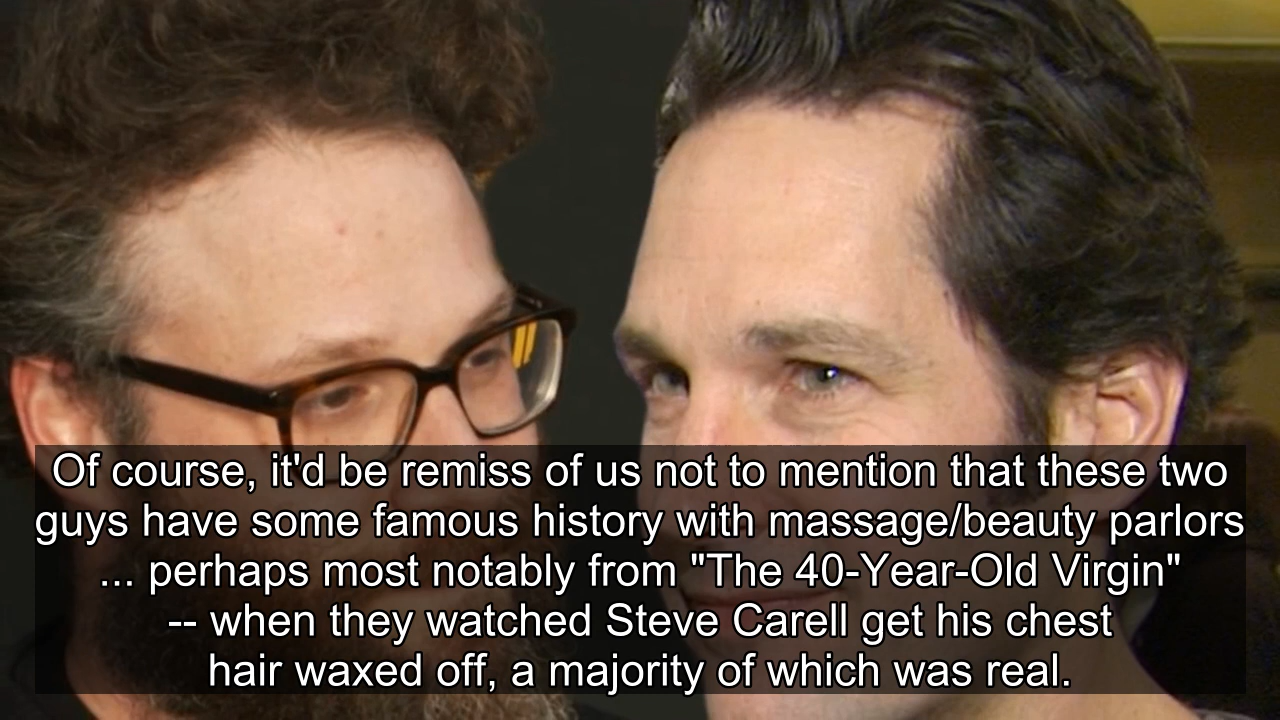 Of course, it'd be remiss of us not to mention that these two
guys have some famous history with massage/beauty parlors
... perhaps most notably from "The 40-Year-Old Virgin"
-- when they watched Steve Carell get his chest
hair waxed off, a majority of which was real.